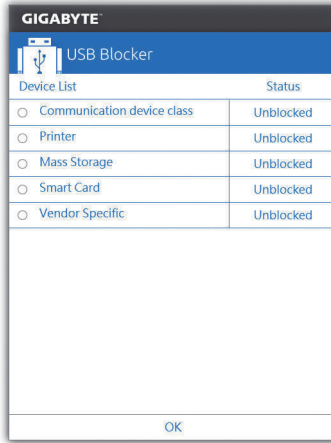 GIGABYTE™
USB Blocker
Device List Status
Communication device class Unblocked
Printer Unblocked
Mass Storage Unblocked
Smart Card Unblocked
Vendor Specific Unblocked
OK